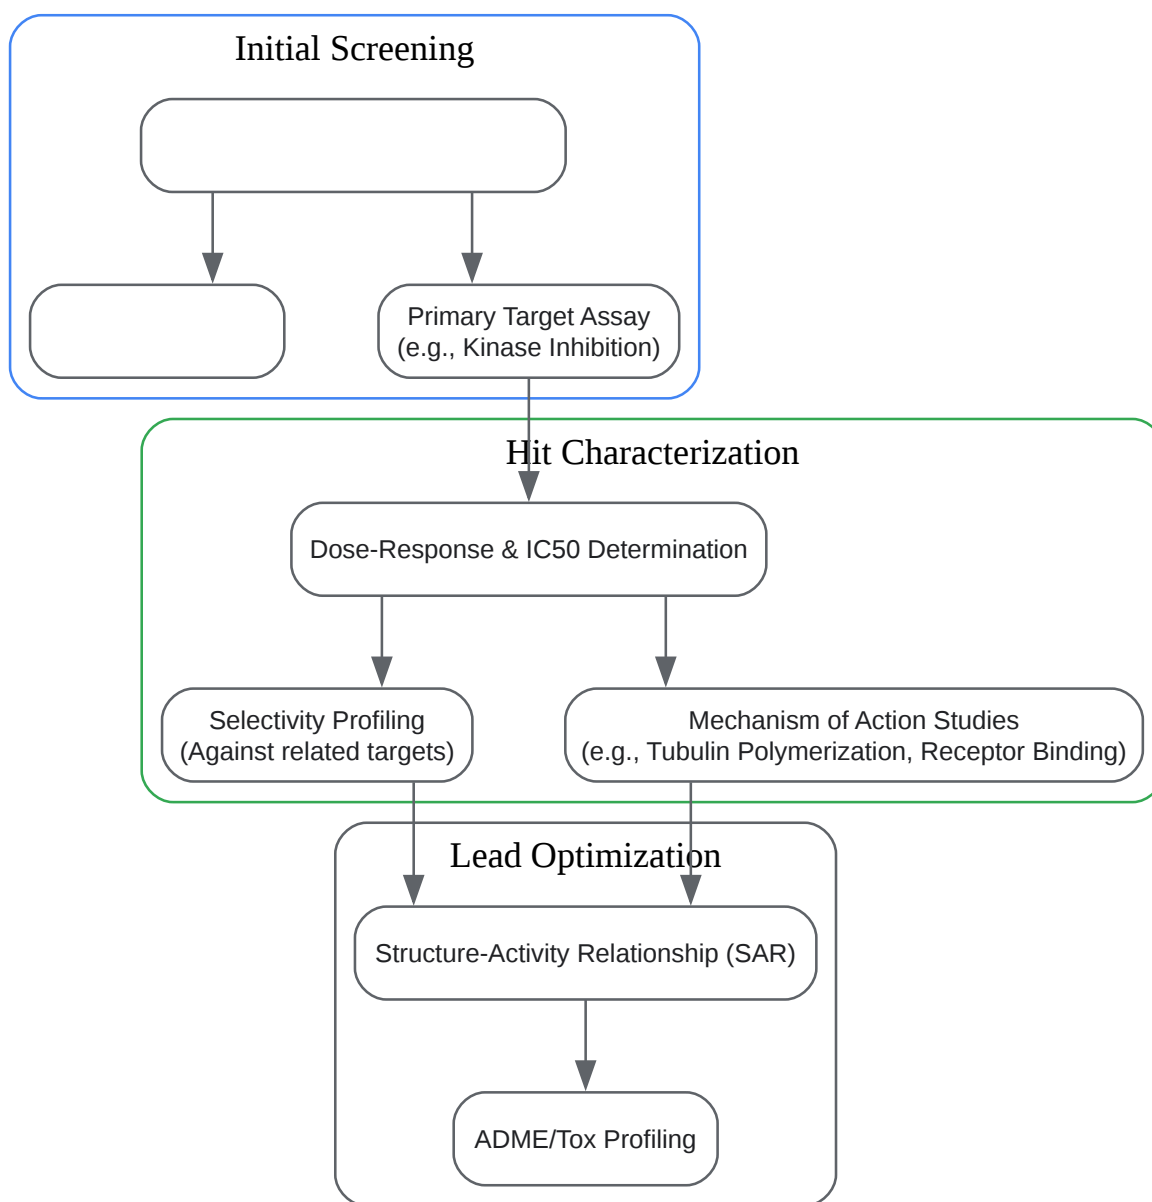 Initial Screening
Primary Target Assay
(e.g., Kinase Inhibition)
Hit Characterization
Dose-Response & IC50 Determination
Selectivity Profiling
(Against related targets)
Mechanism of Action Studies
(e.g., Tubulin Polymerization, Receptor Binding)
Lead Optimization
Structure-Activity Relationship (SAR)
ADME/Tox Profiling